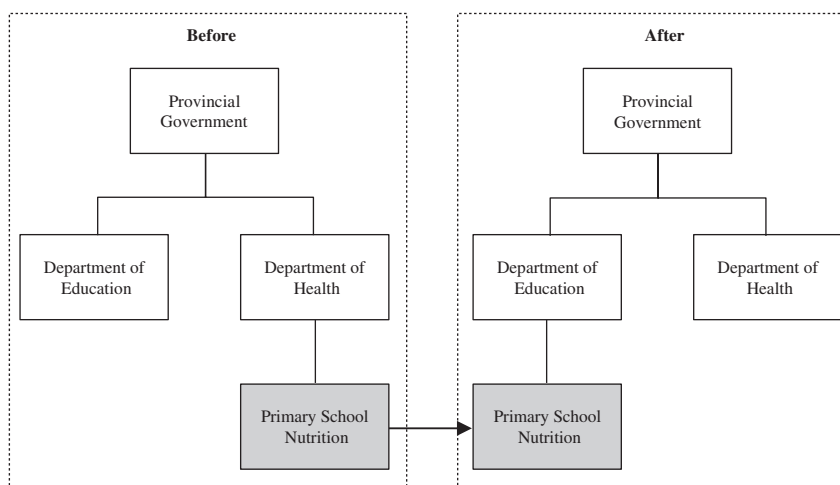 Before
Provincial
Government
Department of
Education
Department of
Health
Primary School
Nutrition
After
Provincial
Government
Department of
Education
Department of
Health
Primary School
Nutrition